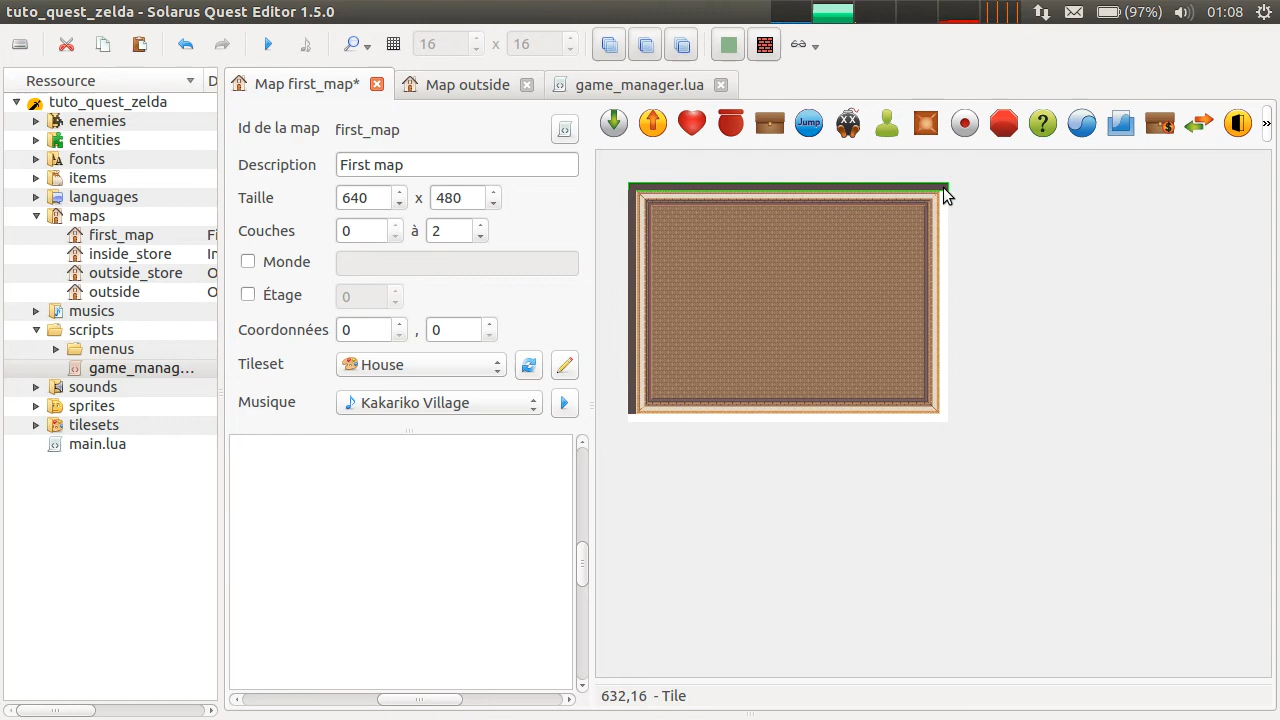 tuto_quest_zelda - Solarus Quest Editor 1.5.0
(97%) 01:08
16 x 16
Ressource D
Map first_map* Map outside game_manager.lua
tuto_quest_zelda
enemies
entities
fonts
items
languages
maps
first_map Fi
inside_store In
outside_store O
outside O
musics
scripts
menus
game_manag...
sounds
sprites
tilesets
main.lua
Id de la map first_map
Description First map
Taille 640 x 480
Couches 0 à 2
Monde
Étage 0
Coordonnées 0 , 0
Tileset House
Musique Kakariko Village
Jump
XX
?
$
»
632,16 - Tile